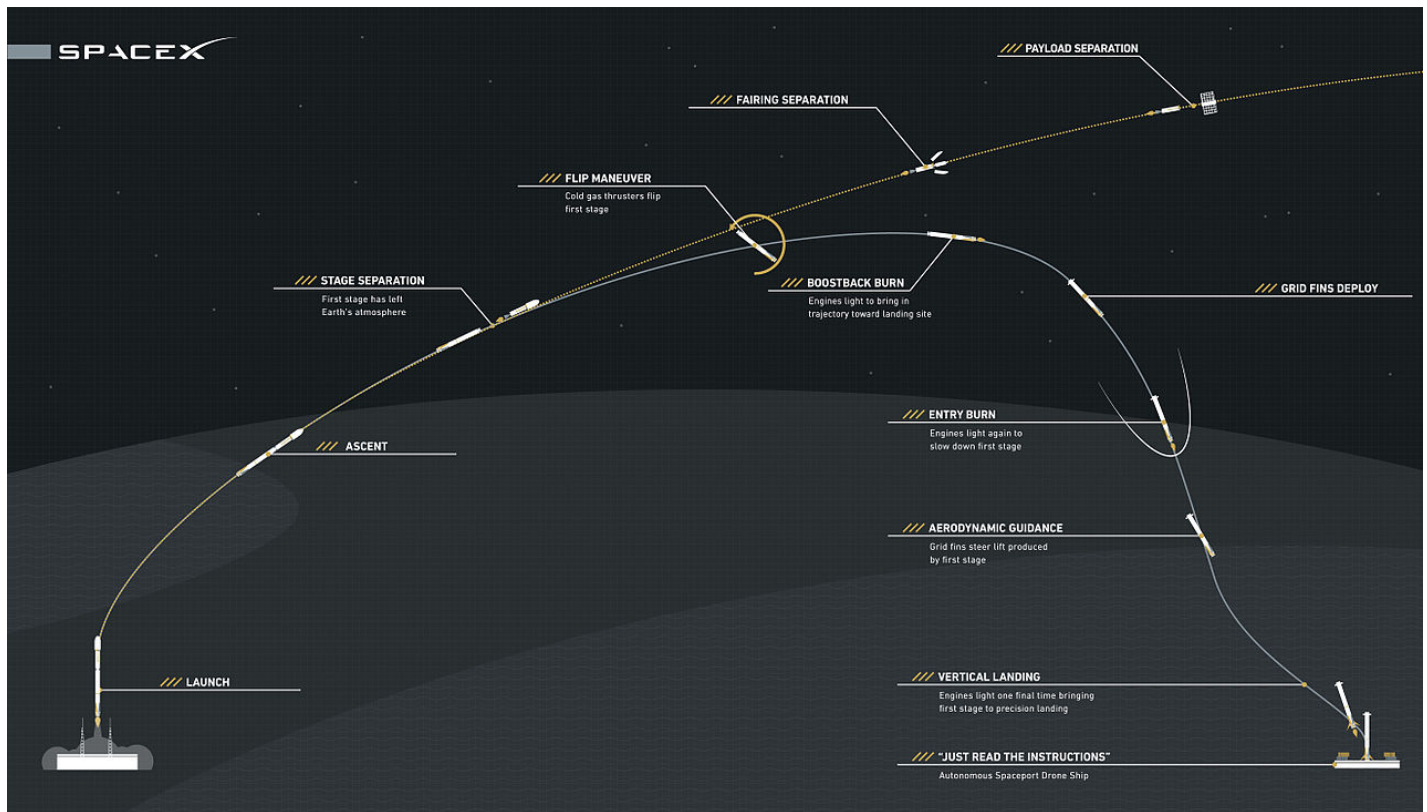 SPACEX
/// PAYLOAD SEPARATION
/// FAIRING SEPARATION
/// FLIP MANEUVER
Cold gas thrusters flip
first stage
/// STAGE SEPARATION
First stage has left
Earth's atmosphere
/// BOOSTBACK BURN
Engines light to bring in
trajectory toward landing site
/// GRID FINS DEPLOY
/// ASCENT
/// ENTRY BURN
Engines light again to
slow down first stage
/// AERODYNAMIC GUIDANCE
Grid fins steer lift produced
by first stage
/// LAUNCH
/// VERTICAL LANDING
Engines light one final time bringing
first stage to precision landing
/// "JUST READ THE INSTRUCTIONS"
Autonomous Spaceport Drone Ship